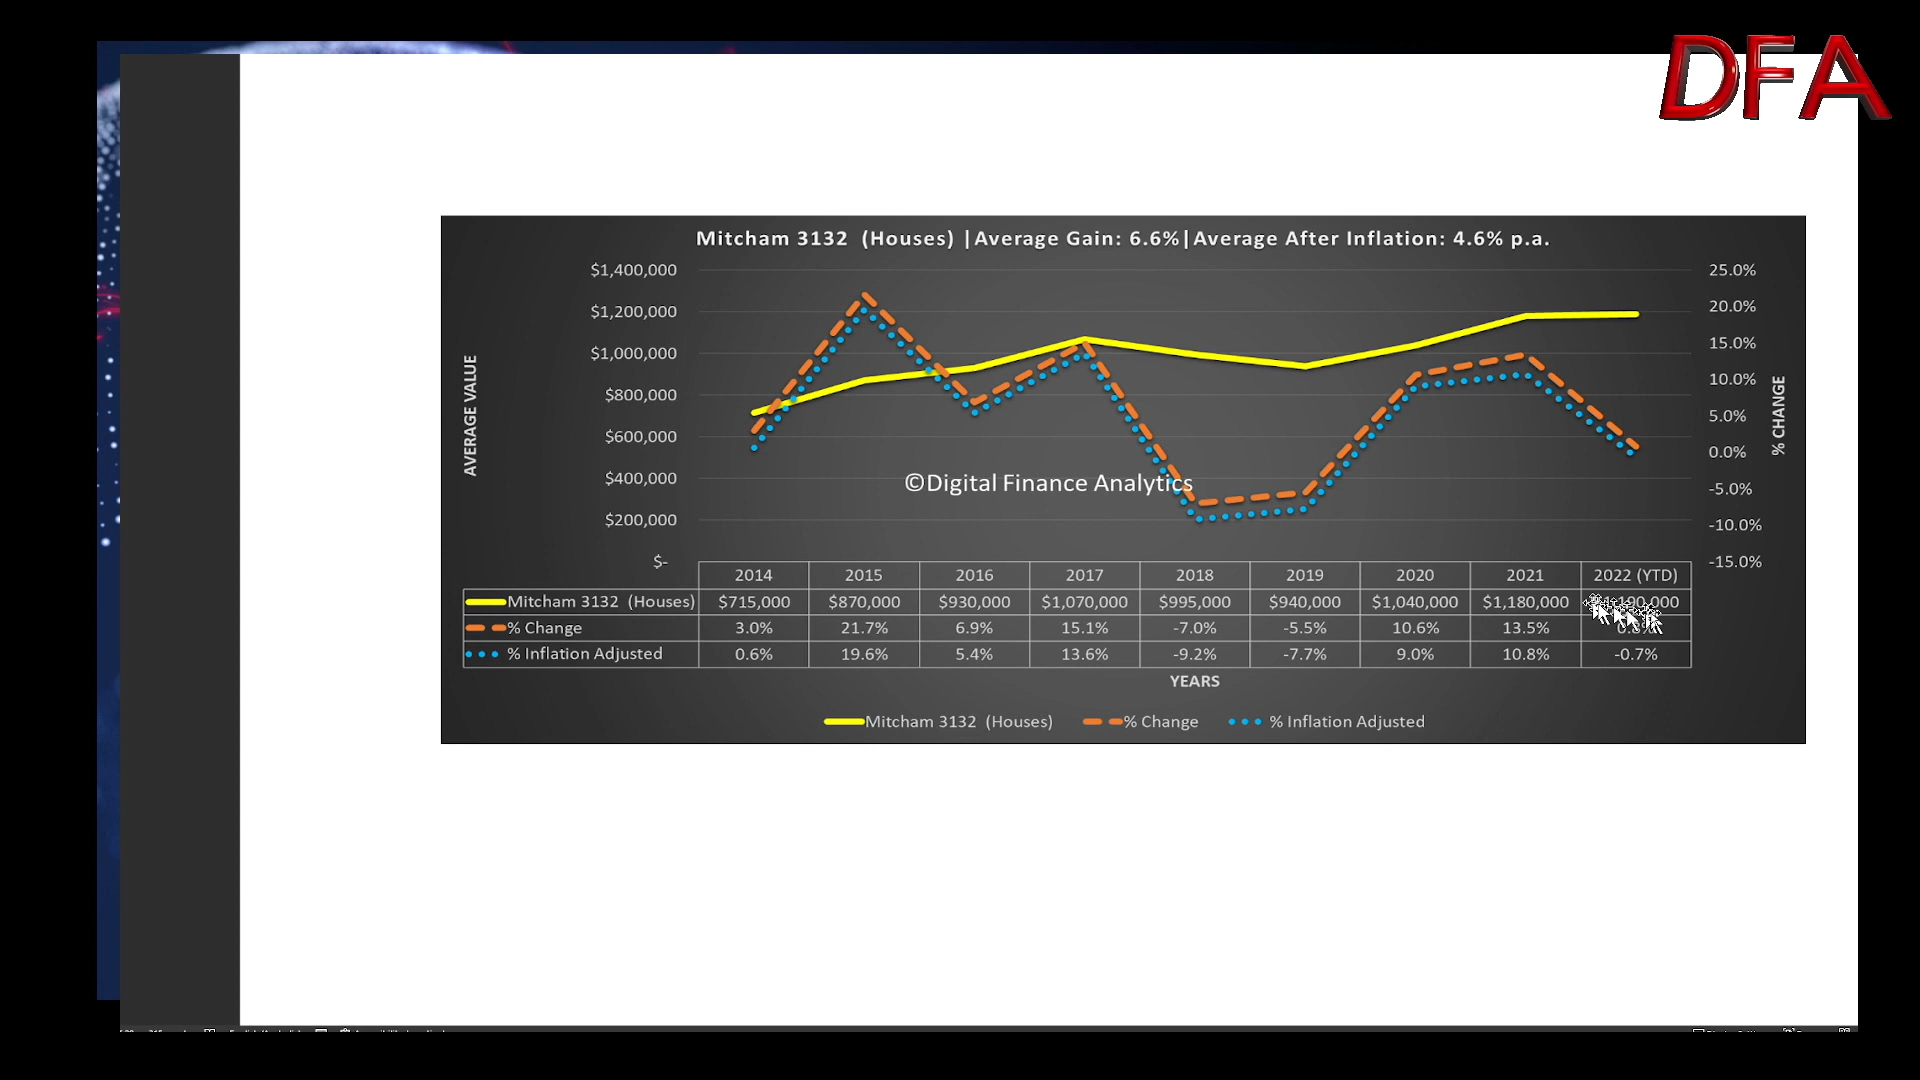 DFA
Mitcham 3132 (Houses) |Average Gain: 6.6%|Average After Inflation: 4.6% p.a.
$1,400,000 25.0%
$1,200,000 20.0%
$1,000,000 15.0%
$800,000 10.0%
$600,000 5.0%
$400,000 0.0%
$200,000 -5.0%
$- -10.0%
-15.0%
AVERAGE VALUE
% CHANGE
©Digital Finance Analytics
2014 2015 2016 2017 2018 2019 2020 2021 2022 (YTD)
Mitcham 3132 (Houses) $715,000 $870,000 $930,000 $1,070,000 $995,000 $940,000 $1,040,000 $1,180,000 $1,190,000
% Change 3.0% 21.7% 6.9% 15.1% -7.0% -5.5% 10.6% 13.5%
% Inflation Adjusted 0.6% 19.6% 5.4% 13.6% -9.2% -7.7% 9.0% 10.8% -0.7%
YEARS
Mitcham 3132 (Houses) % Change % Inflation Adjusted